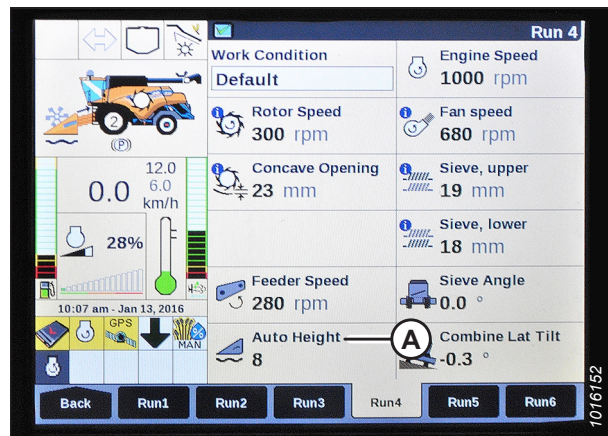 Run 4
Work Condition
Default
Engine Speed
1000 rpm
Rotor Speed
300 rpm
Fan speed
680 rpm
Concave Opening
23 mm
Sieve, upper
19 mm
Sieve, lower
18 mm
Feeder Speed
280 rpm
Sieve Angle
0.0 °
Auto Height
8
A
Combine Lat Tilt
-0.3 °
2
(P)
12.0
6.0
0.0 km/h
28%
10:07 am - Jan 13, 2016
GPS
MAN
Back
Run1
Run2
Run3
Run4
Run5
Run6
1016152